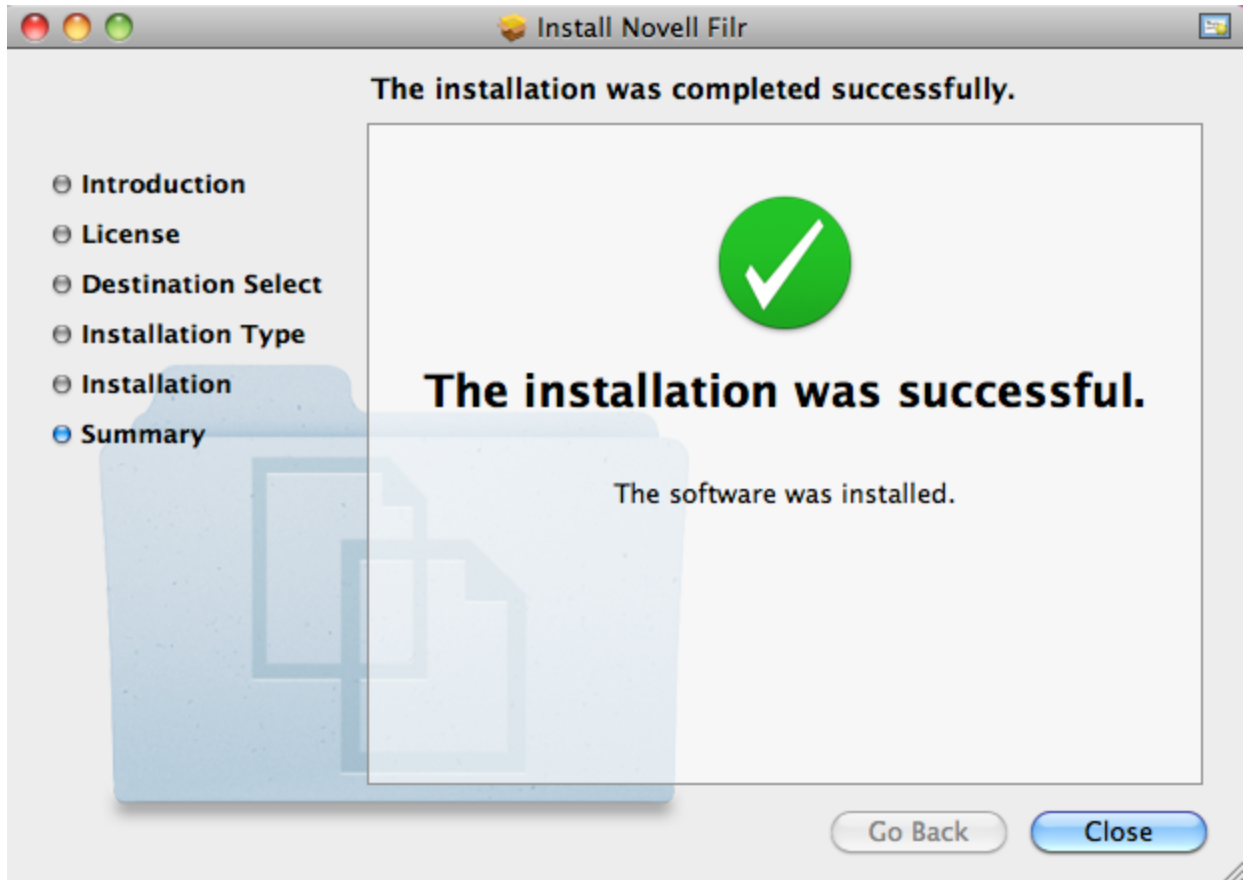 Install Novell Filr
The installation was completed successfully.
Introduction
License
Destination Select
Installation Type
Installation
Summary
The installation was successful.
The software was installed.
Go Back
Close